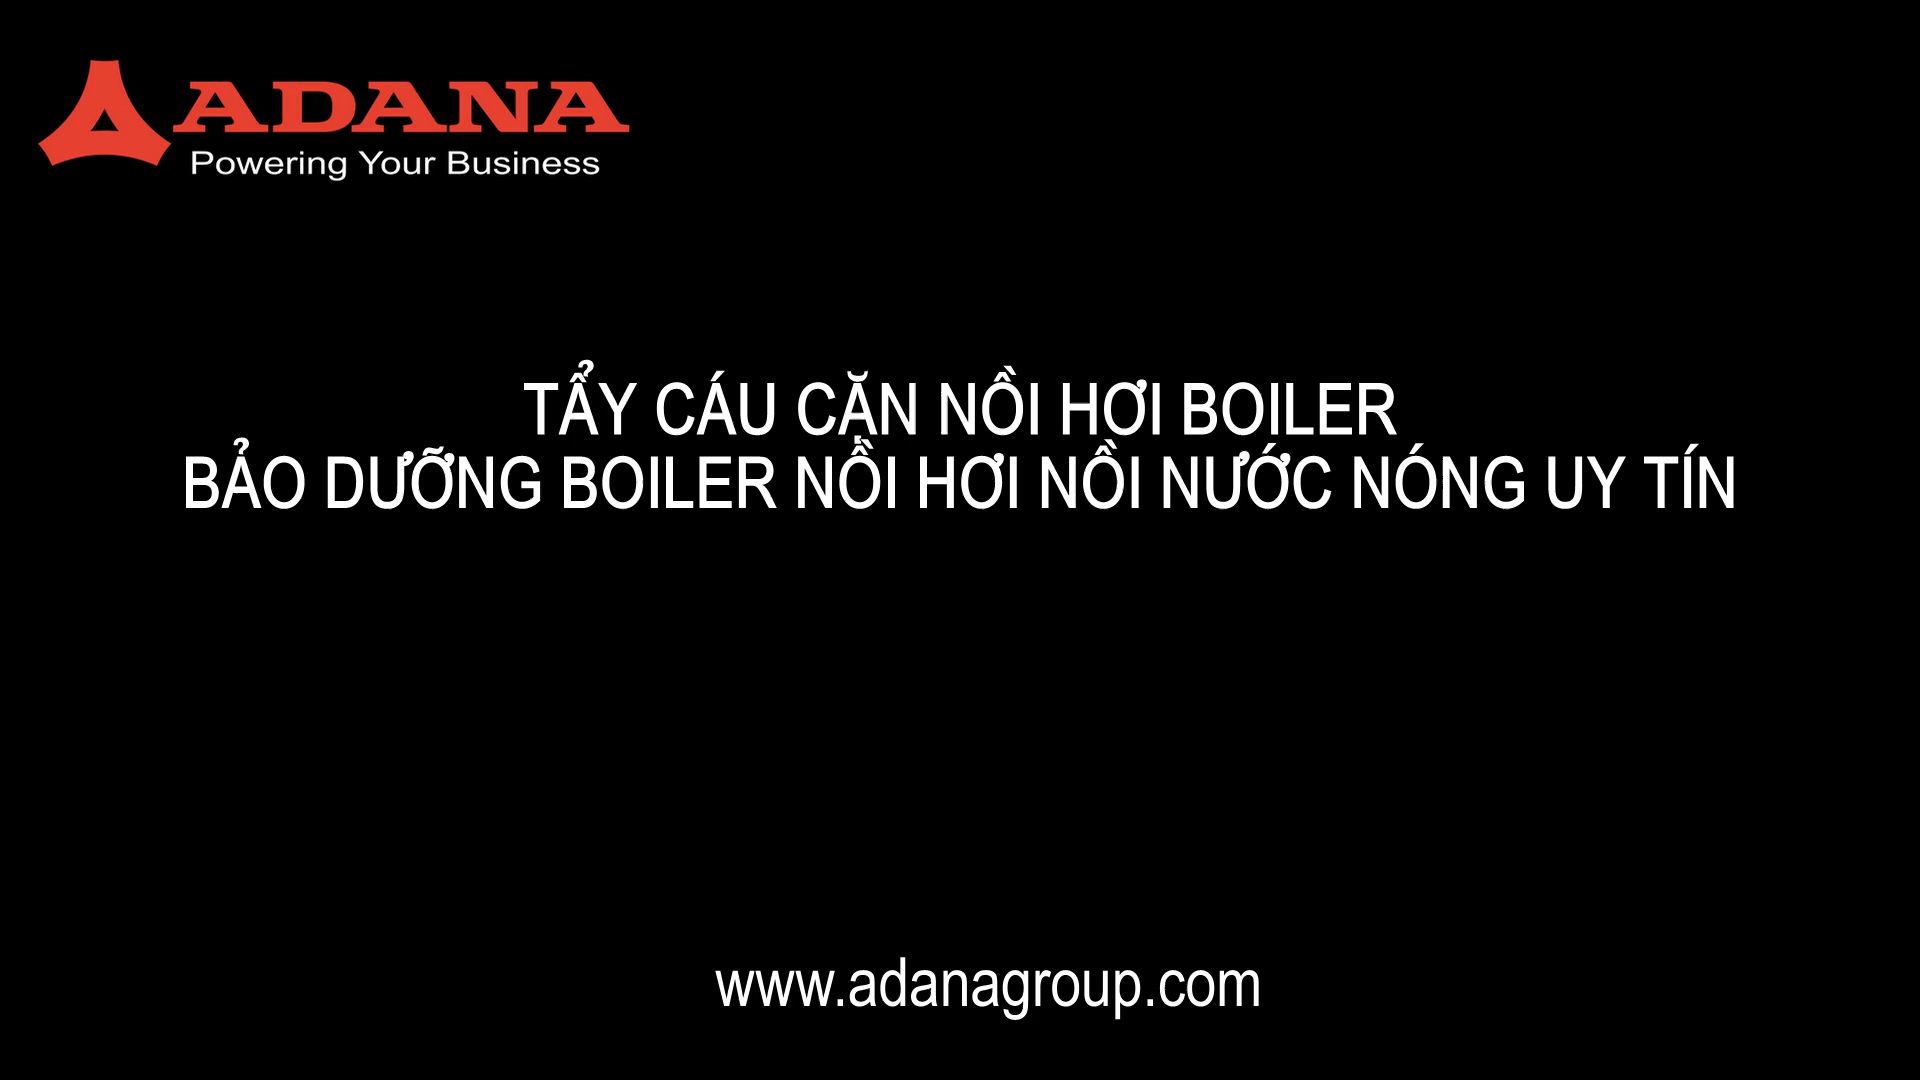 ADANA
Powering Your Business
TẨY CÁU CẶN NỒI HƠI BOILER
BẢO DƯỠNG BOILER NỒI HƠI NỒI NƯỚC NÓNG UY TÍN
www.adanagroup.com